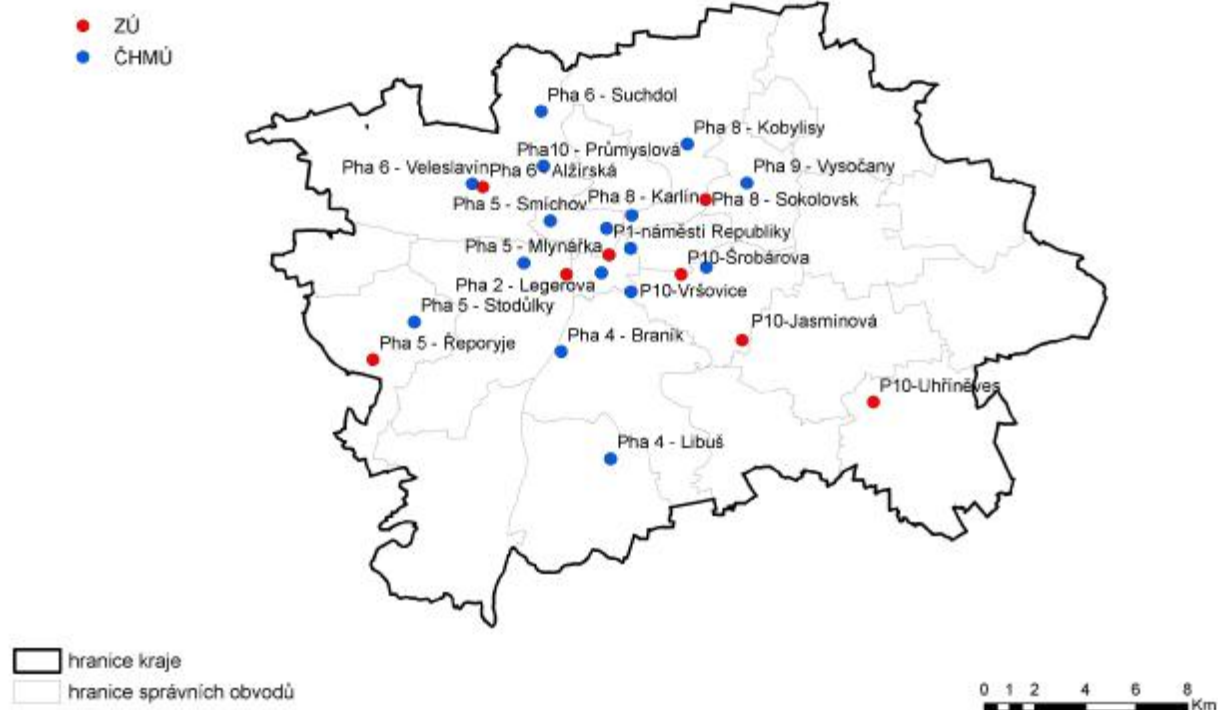 ZÚ
ČHMÚ
Pha 6 - Suchdol
Pha 8 - Kobylisy
Pha10 - Průmyslová
Pha 9 - Vysočany
Pha 6 - Veleslavín
Pha 6 - Alžírská
Pha 5 - Smíchov
Pha 8 - Karlín
Pha 8 - Sokolovsk
P1-náměstí Republiky
Pha 5 - Mlynářka
P10-Šrobárova
Pha 2 - Legerova
P10-Vršovice
Pha 5 - Stodůlky
P10-Jasmínová
Pha 5 - Řeporyje
Pha 4 - Braník
P10-Uhříněves
Pha 4 - Libuš
hranice kraje
hranice správních obvodů
0 1 2 4 6 8
Km